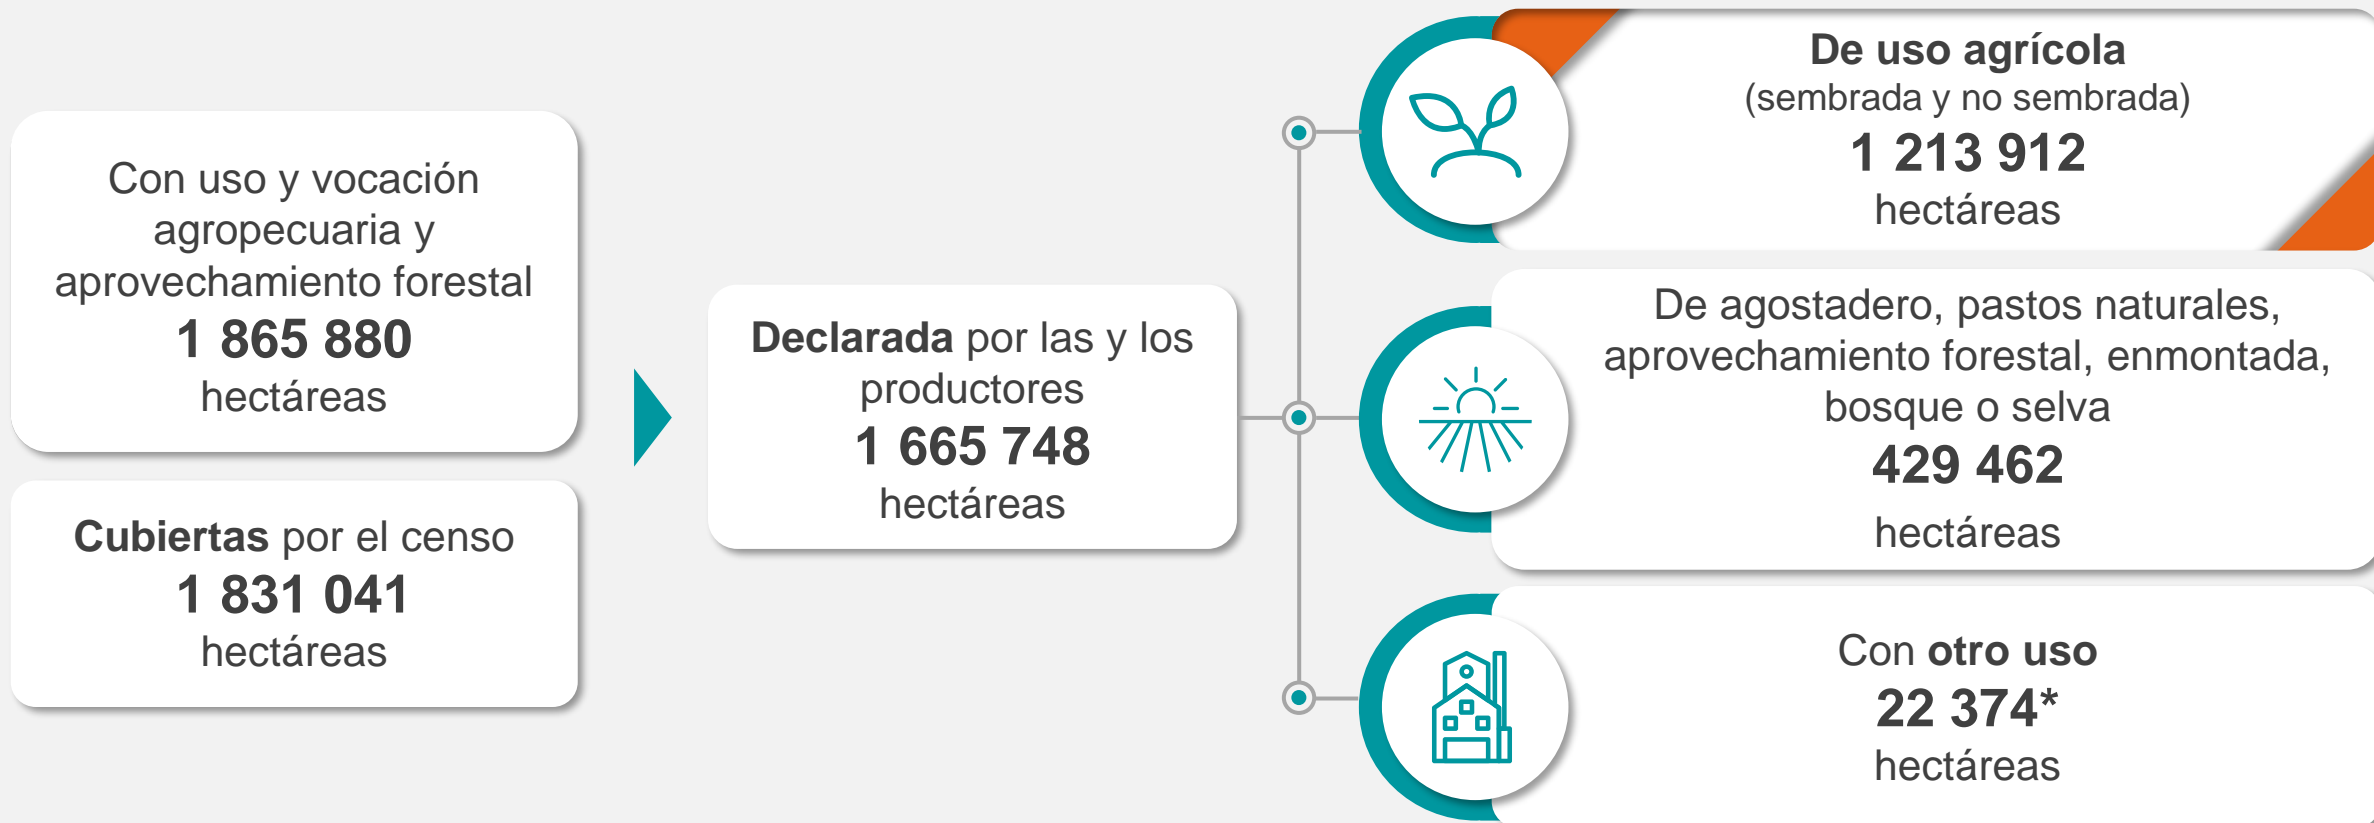 Con uso y vocación
agropecuaria y
aprovechamiento forestal
1 865 880
hectáreas
Cubiertas por el censo
1 831 041
hectáreas
Declarada por las y los
productores
1 665 748
hectáreas
De uso agrícola
(sembrada y no sembrada)
1 213 912
hectáreas
De agostadero, pastos naturales,
aprovechamiento forestal, enmontada,
bosque o selva
429 462
hectáreas
Con otro uso
22 374*
hectáreas